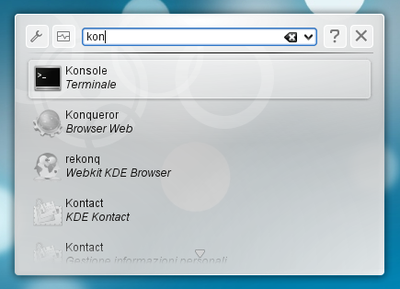 kon
?
Konsole
Terminale
Konqueror
Browser Web
rekonq
Webkit KDE Browser
Kontact
KDE Kontact
Kontact
Gestione informazioni personali